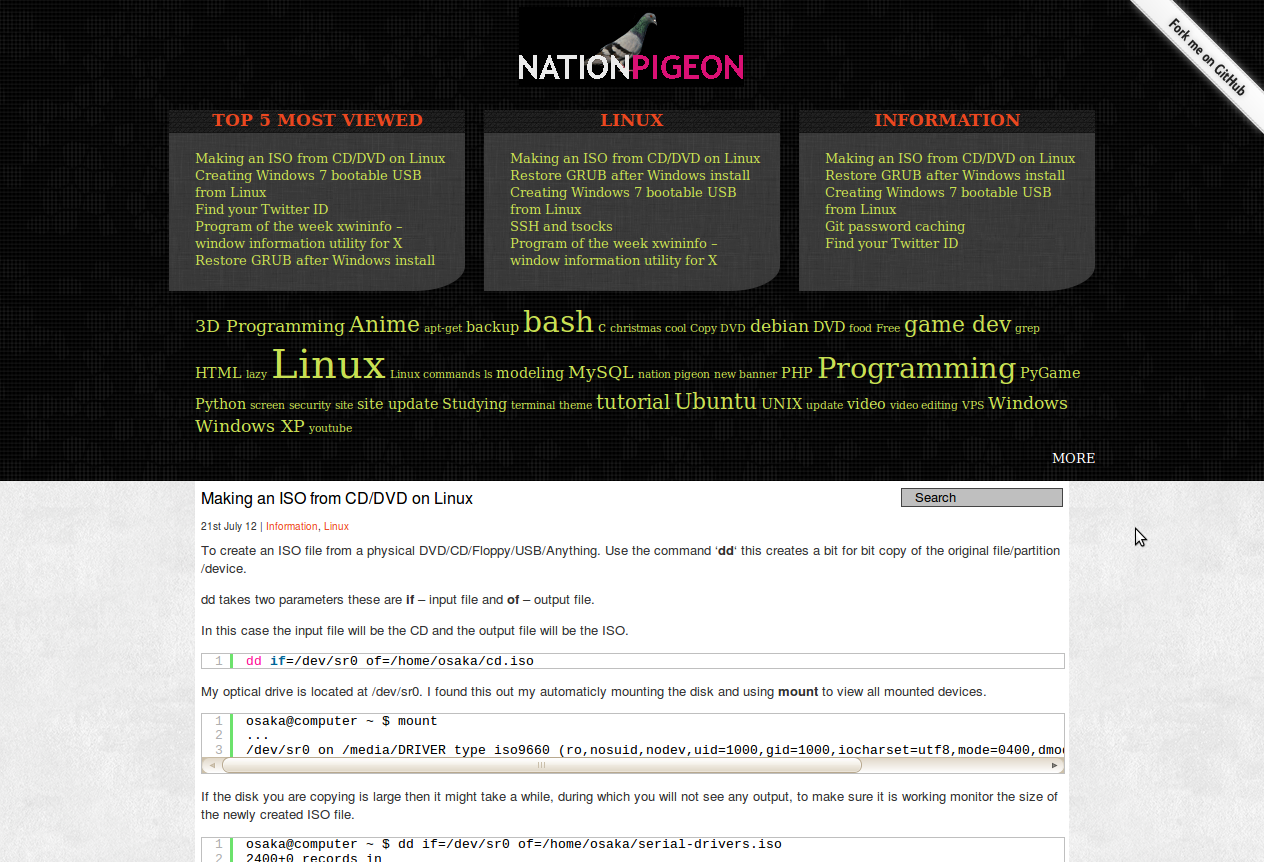 NATIONPIGEON
Fork me on GitHub
TOP 5 MOST VIEWED
Making an ISO from CD/DVD on Linux
Creating Windows 7 bootable USB
from Linux
Find your Twitter ID
Program of the week xwininfo –
window information utility for X
Restore GRUB after Windows install
LINUX
Making an ISO from CD/DVD on Linux
Restore GRUB after Windows install
Creating Windows 7 bootable USB
from Linux
SSH and tsocks
Program of the week xwininfo –
window information utility for X
INFORMATION
Making an ISO from CD/DVD on Linux
Restore GRUB after Windows install
Creating Windows 7 bootable USB
from Linux
Git password caching
Find your Twitter ID
3D Programming Anime apt-get backup bash c christmas cool Copy DVD debian DVD food Free game dev grep
HTML lazy Linux Linux commands ls modeling MySQL nation pigeon new banner PHP Programming PyGame
Python screen security site site update Studying terminal theme tutorial Ubuntu UNIX update video video editing VPS Windows
Windows XP youtube
MORE
Making an ISO from CD/DVD on Linux
Search
21st July 12 | Information, Linux
To create an ISO file from a physical DVD/CD/Floppy/USB/Anything. Use the command ‘dd‘ this creates a bit for bit copy of the original file/partition
/device.
dd takes two parameters these are if – input file and of – output file.
In this case the input file will be the CD and the output file will be the ISO.
1 dd if=/dev/sr0 of=/home/osaka/cd.iso
My optical drive is located at /dev/sr0. I found this out my automaticly mounting the disk and using mount to view all mounted devices.
1 osaka@computer ~ $ mount
2 ...
3 /dev/sr0 on /media/DRIVER type iso9660 (ro,nosuid,nodev,uid=1000,gid=1000,iocharset=utf8,mode=0400,dmo
If the disk you are copying is large then it might take a while, during which you will not see any output, to make sure it is working monitor the size of
the newly created ISO file.
1 osaka@computer ~ $ dd if=/dev/sr0 of=/home/osaka/serial-drivers.iso
2 2400+0 records in